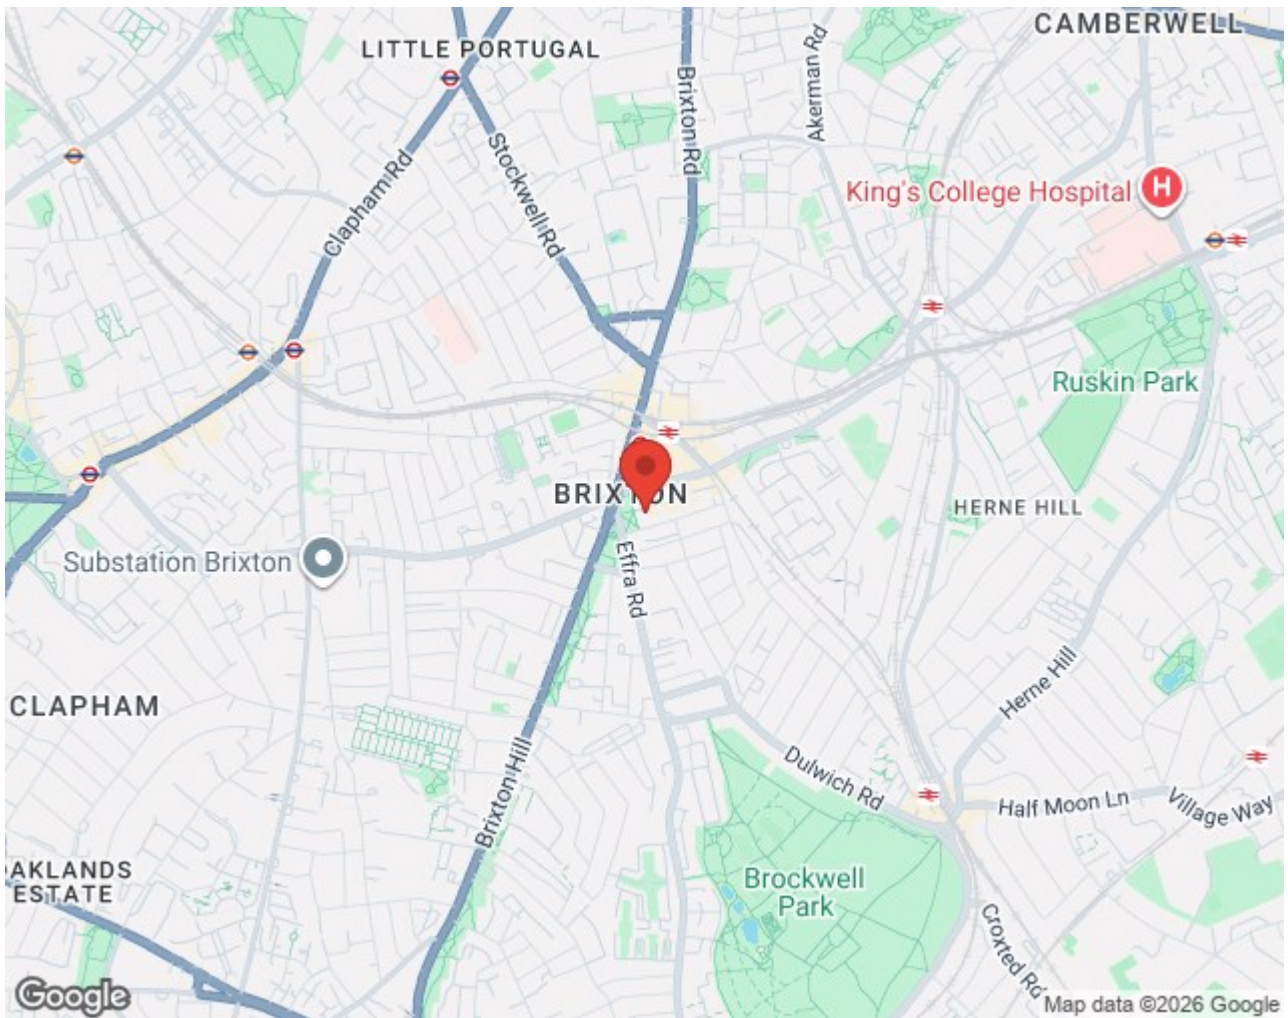 CAMBERWELL
LITTLE PORTUGAL
Akerman Rd
Brixton Rd
Stockwell Rd
Clapham Rd
King's College Hospital
H
Ruskin Park
BRIXTON
HERNE HILL
Substation Brixton
Effra Rd
Herne Hill
CLAPHAM
Brixton Hill
Dulwich Rd
Half Moon Ln
Village Way
AKLANDS
ESTATE
Brockwell
Park
Croxted Rd
Google
Map data ©2026 Google